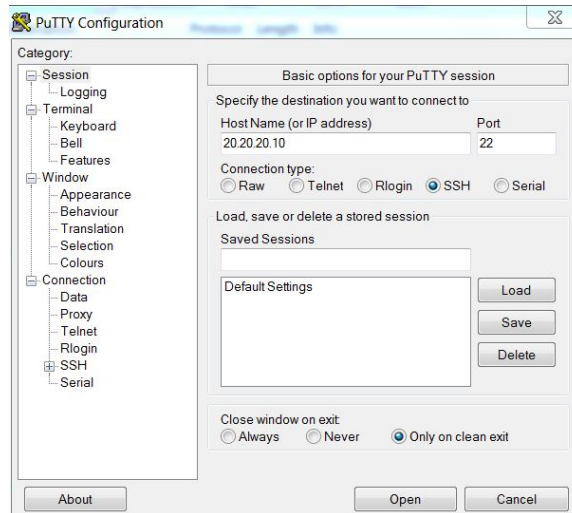 PuTTY Configuration
Category:
Session
Logging
Terminal
Keyboard
Bell
Features
Window
Appearance
Behaviour
Translation
Selection
Colours
Connection
Data
Proxy
Telnet
Rlogin
SSH
Serial
Basic options for your PuTTY session
Specify the destination you want to connect to
Host Name (or IP address) Port
20.20.20.10 22
Connection type:
Raw Telnet Rlogin SSH Serial
Load, save or delete a stored session
Saved Sessions
Default Settings
Load
Save
Delete
Close window on exit:
Always Never Only on clean exit
About Open Cancel